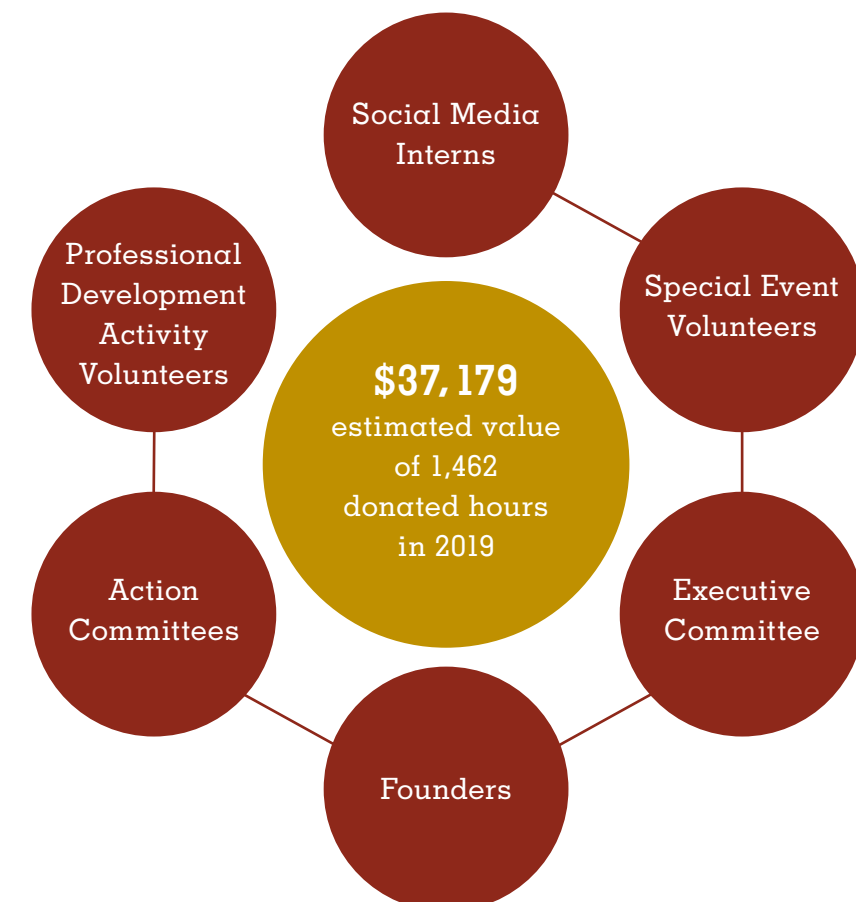 Social Media
Interns
Special Event
Volunteers
Executive
Committee
Founders
Action
Committees
Professional
Development
Activity
Volunteers
$37,179
estimated value
of 1,462
donated hours
in 2019